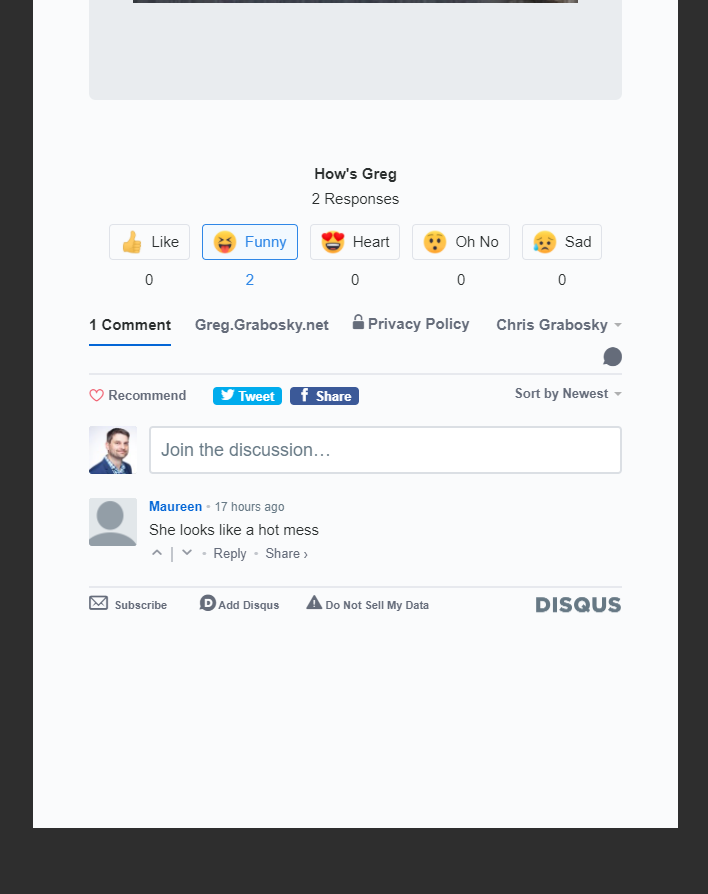 How's Greg
2 Responses
Like Funny Heart Oh No Sad
0 2 0 0 0
1 Comment Greg.Grabosky.net Privacy Policy Chris Grabosky
Recommend Tweet Share Sort by Newest
Join the discussion…
Maureen • 17 hours ago
She looks like a hot mess
| • Reply • Share ›
Subscribe Add Disqus Do Not Sell My Data DISQUS